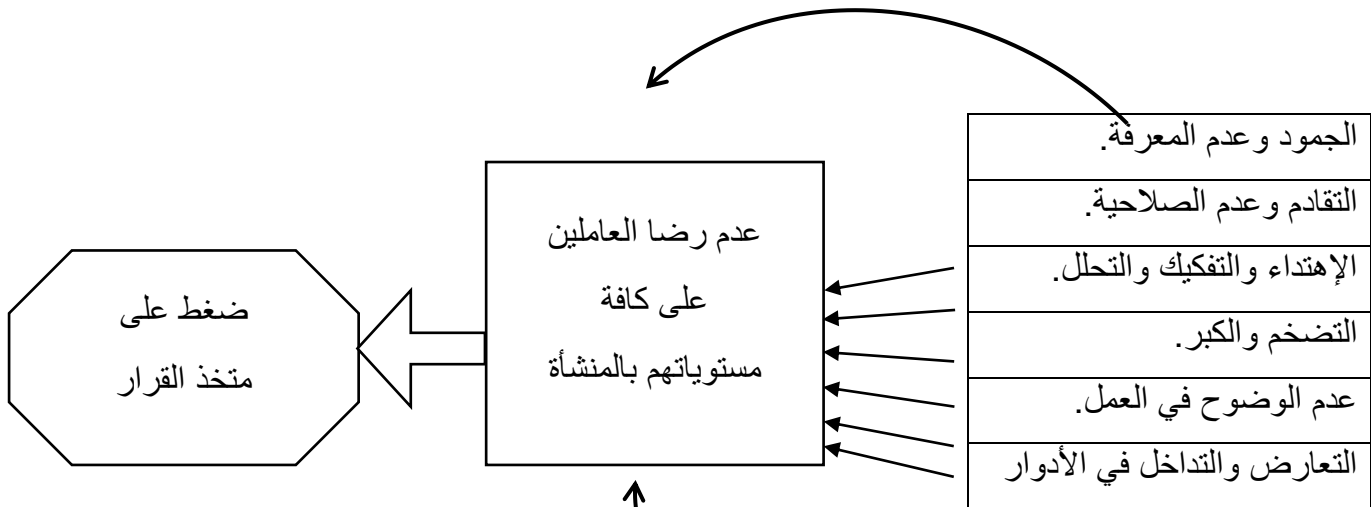 الجمود وعدم المعرفة.
التقادم وعدم الصلاحية.
الإهتداء والتفكيك والتحلل.
التضخم والكبر.
عدم الوضوح في العمل.
التعارض والتداخل في الأدوار
عدم رضا العاملين
على كافة
مستوياتهم بالمنشأة
ضغط على
متخذ القرار